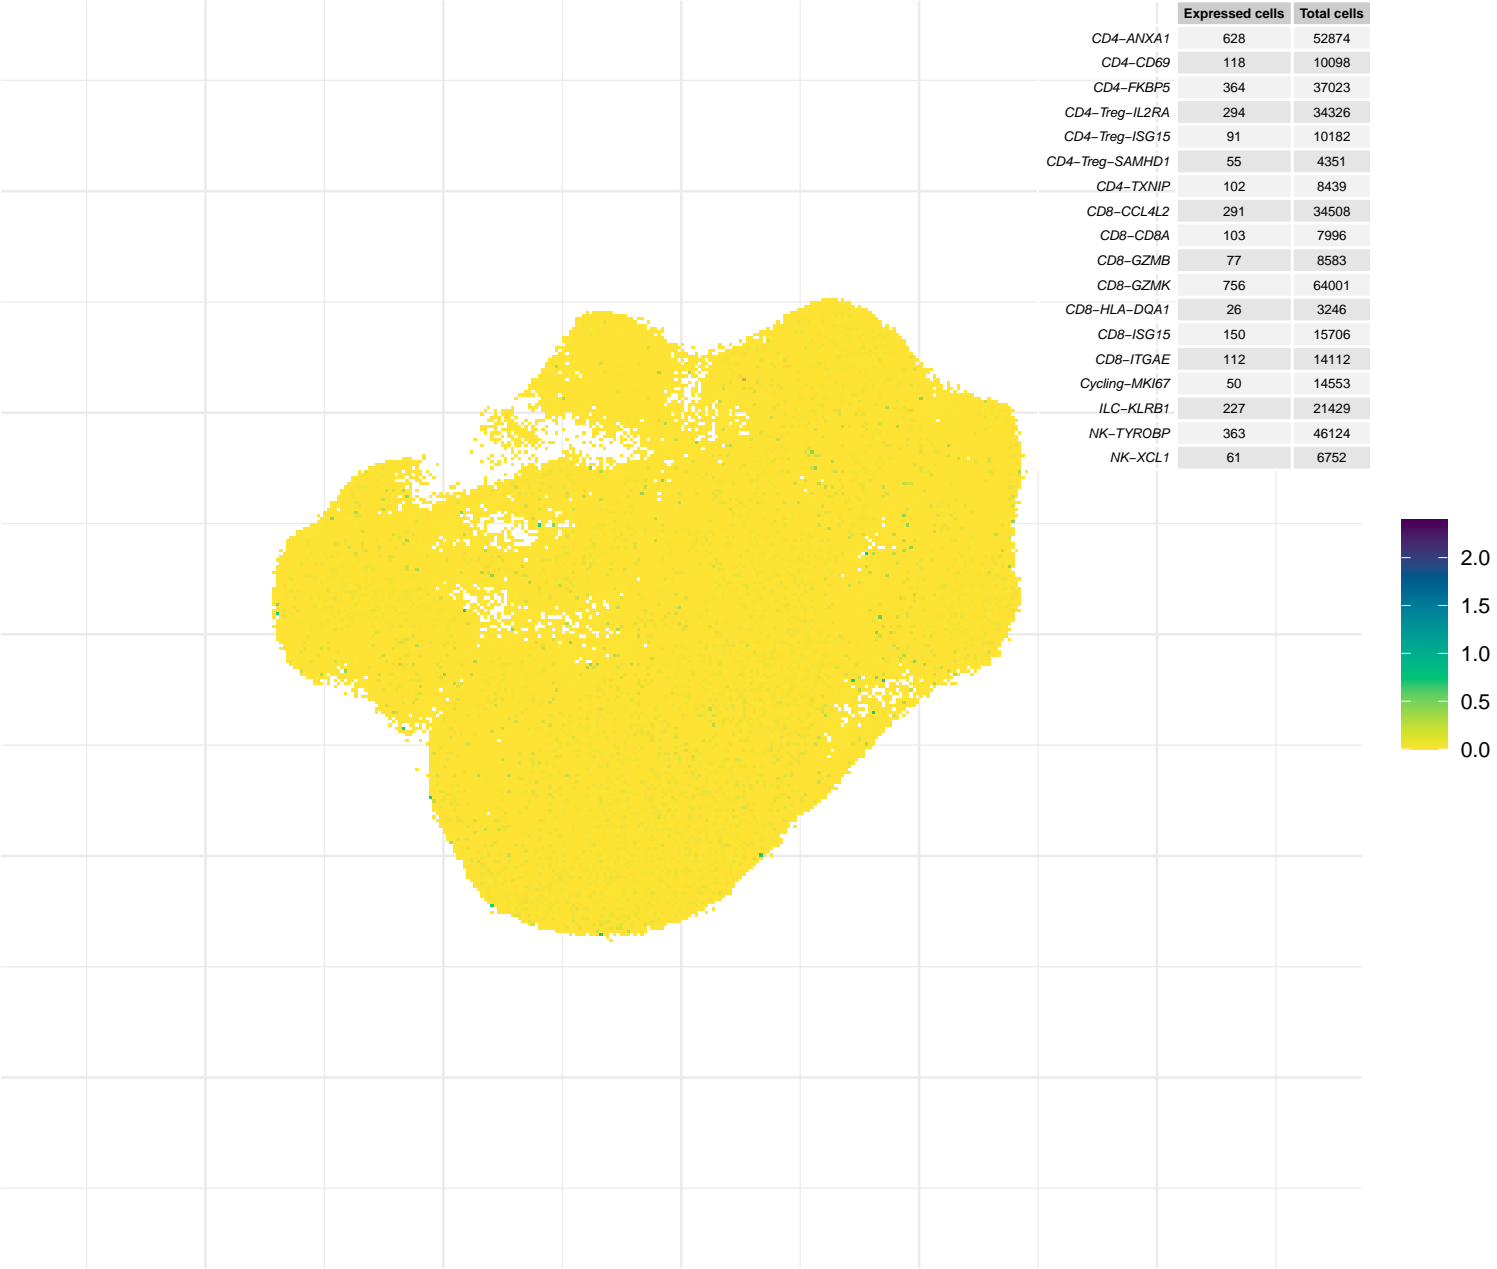 Expressed cells Total cells
CD4−ANXA1 628 52874
CD4−CD69 118 10098
CD4−FKBP5 364 37023
CD4−Treg−IL2RA 294 34326
CD4−Treg−ISG15 91 10182
CD4−Treg−SAMHD1 55 4351
CD4−TXNIP 102 8439
CD8−CCL4L2 291 34508
CD8−CD8A 103 7996
CD8−GZMB 77 8583
CD8−GZMK 756 64001
CD8−HLA−DQA1 26 3246
CD8−ISG15 150 15706
CD8−ITGAE 112 14112
Cycling−MKI67 50 14553
ILC−KLRB1 227 21429
NK−TYROBP 363 46124
NK−XCL1 61 6752
2.0
1.5
1.0
0.5
0.0